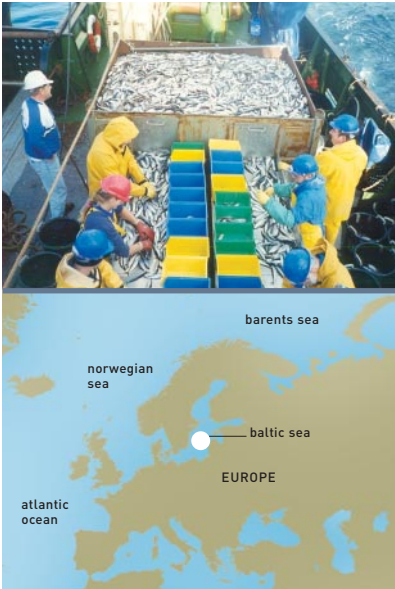 barents sea
norwegian
sea
baltic sea
EUROPE
atlantic
ocean